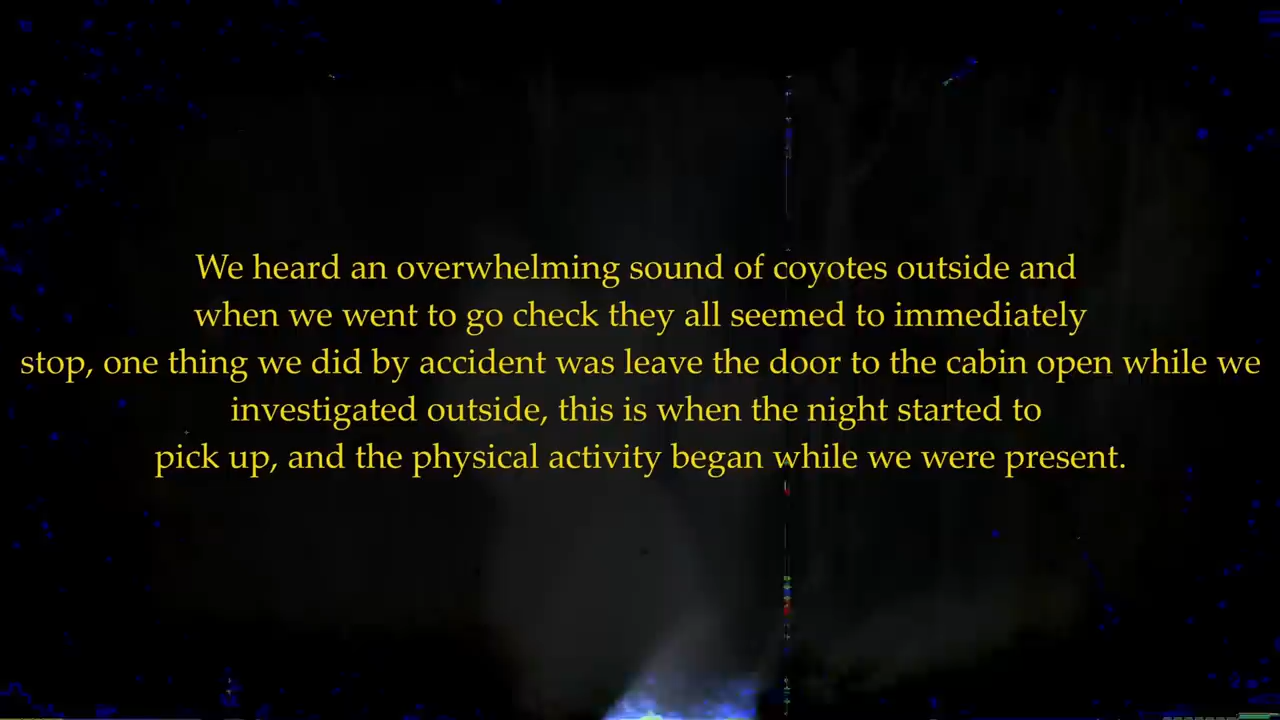 We heard an overwhelming sound of coyotes outside and
when we went to go check they all seemed to immediately
stop, one thing we did by accident was leave the door to the cabin open while we
investigated outside, this is when the night started to
pick up, and the physical activity began while we were present.